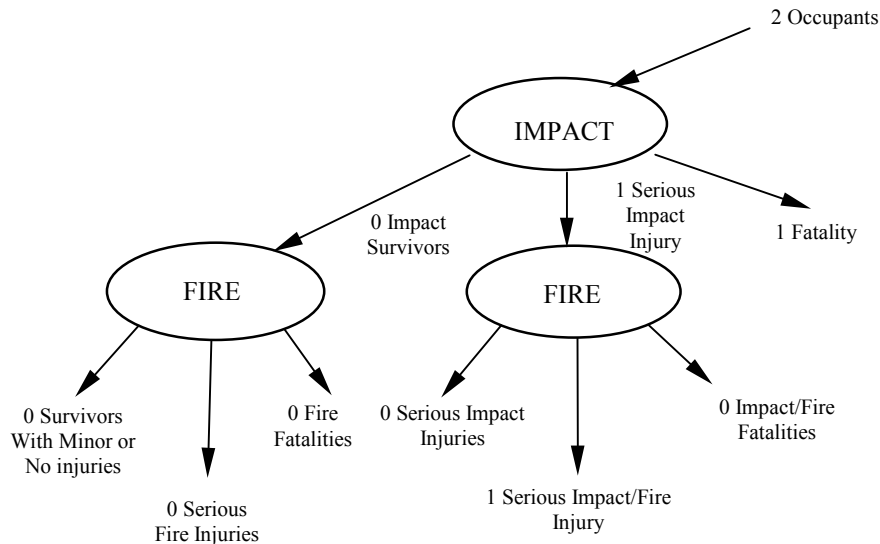 2 Occupants
IMPACT
0 Impact
Survivors
1 Serious
Impact
Injury
1 Fatality
FIRE
FIRE
0 Survivors
With Minor or
No injuries
0 Fire
Fatalities
0 Serious
Fire Injuries
0 Serious Impact
Injuries
0 Impact/Fire
Fatalities
1 Serious Impact/Fire
Injury